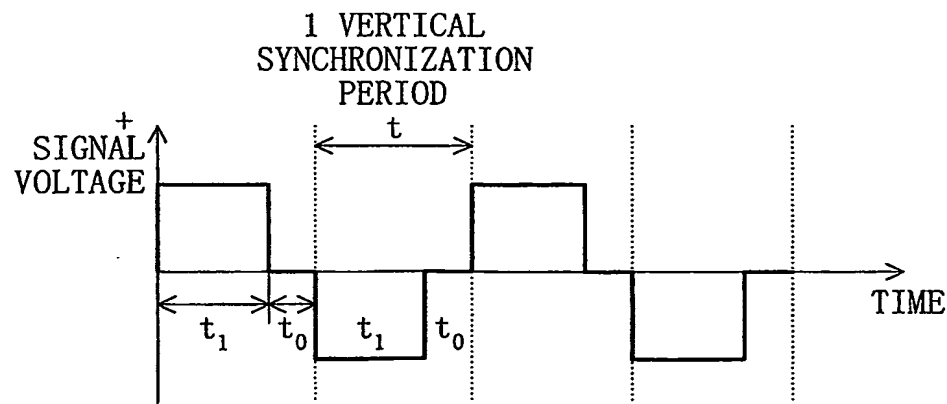 1 VERTICAL
SYNCHRONIZATION
PERIOD
t
+
SIGNAL
VOLTAGE
TIME
t₁ t₀ t₁ t₀